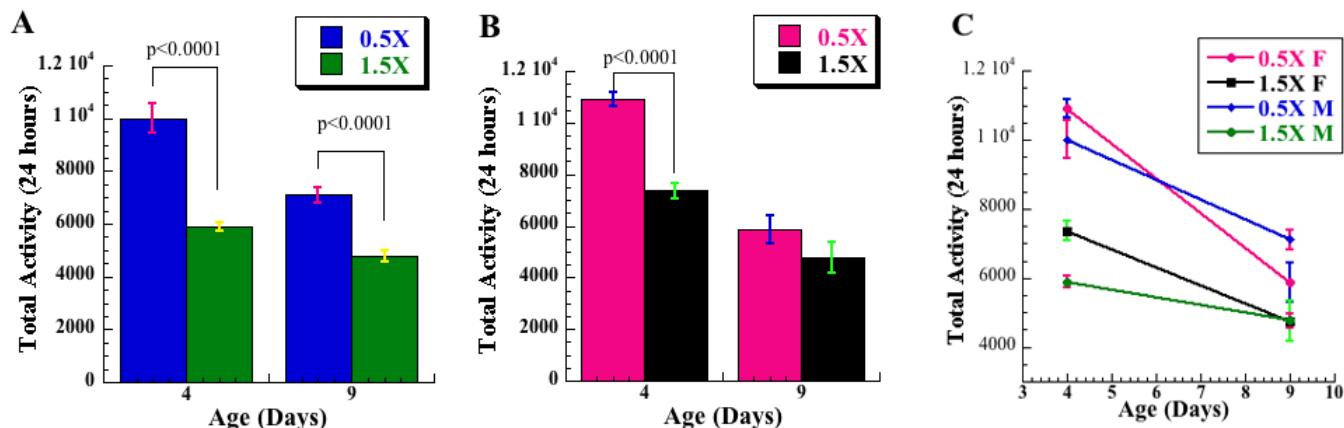 A
0.5X
1.5X
p<0.0001
p<0.0001
Total Activity (24 hours)
1.2 10⁴
1 10⁴
8000
6000
4000
2000
0
4
9
Age (Days)
B
0.5X
1.5X
p<0.0001
Total Activity (24 hours)
1.2 10⁴
1 10⁴
8000
6000
4000
2000
0
4
9
Age (Days)
C
0.5X F
1.5X F
0.5X M
1.5X M
Total Activity (24 hours)
1.2 10⁴
1 10⁴
8000
6000
4000
3 4 5 6 7 8 9 10
Age (Days)